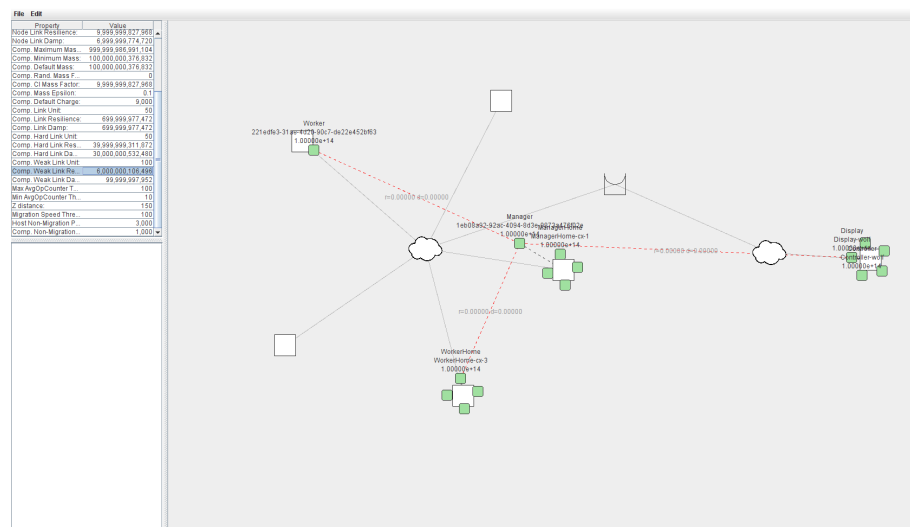 File Edit
Property Value
Node Link Resilience: 9,999,999,827,968
Node Link Damp: 6,999,999,774,720
Comp. Maximum Mas... 999,999,986,991,104
Comp. Minimum Mass: 100,000,000,376,832
Comp. Default Mass: 100,000,000,376,832
Comp. Rand. Mass F... 0
Comp. CI Mass Factor: 9,999,999,827,968
Comp. Mass Epsilon: 0.1
Comp. Default Charge: 9,000
Comp. Link Unit: 50
Comp. Link Resilience: 699,999,977,472
Comp. Link Damp: 699,999,977,472
Comp. Hard Link Unit: 50
Comp. Hard Link Res... 39,999,999,311,872
Comp. Hard Link Da... 30,000,000,532,480
Comp. Weak Link Unit: 100
Comp. Weak Link Re... 6,000,000,106,496
Comp. Weak Link Da... 99,999,997,952
Max AvgOpCounter T... 100
Min AvgOpCounter Th... 10
Z distance: 150
Migration Speed Thre... 100
Host Non-Migration P... 3,000
Comp. Non-Migration... 1,000
Worker
1.00000e+14
f=0.00000 d=0.00000
Manager
1.00000e+14
ManagerHome
ManagerHome-cx-1
1.00000e+14
f=0.00000 d=0.00000
Display
Display-wolf
Controller
Controller-wolf
1.00000e+14
f=0.00000 d=0.00000
WorkerHome
WorkerHome-cx-3
1.00000e+14